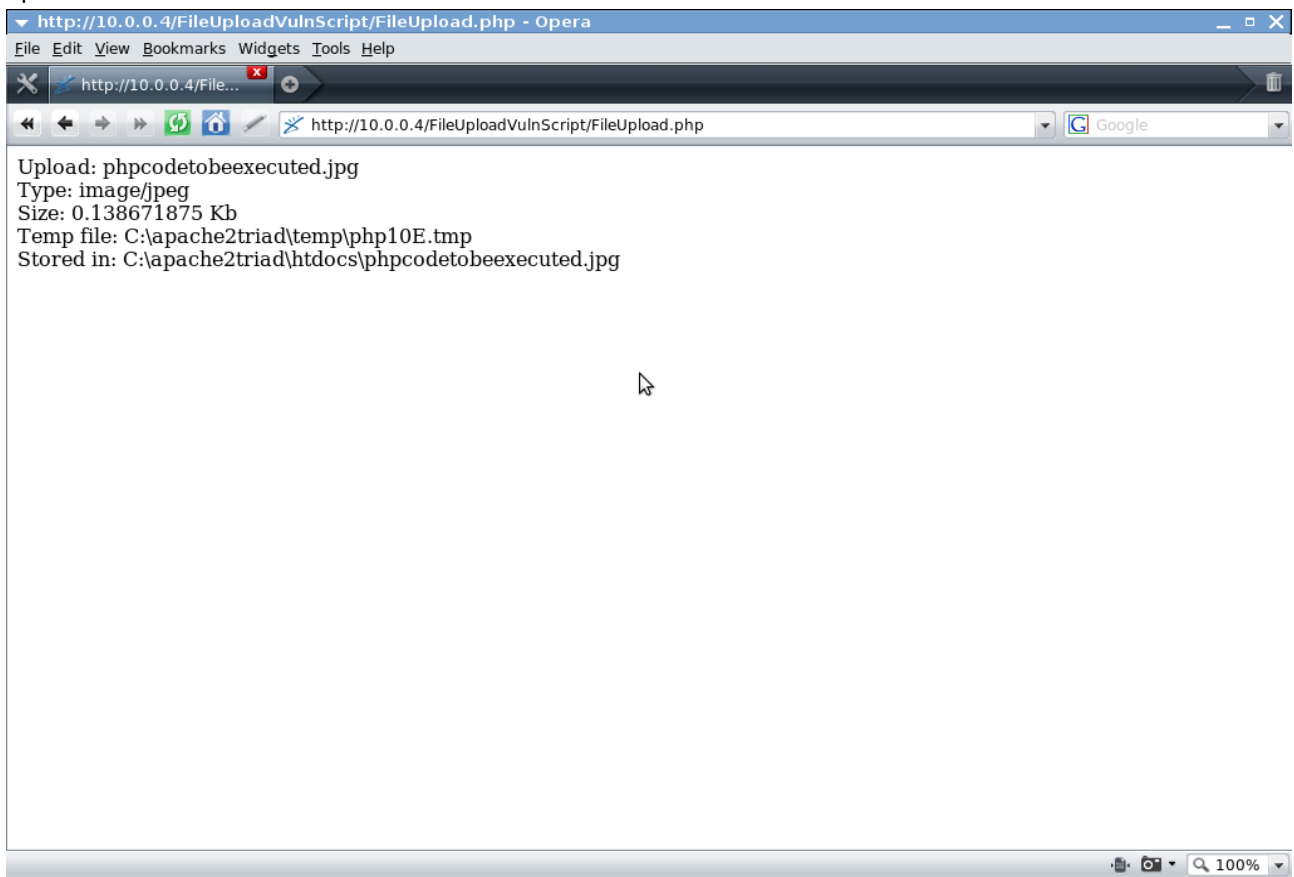 http://10.0.0.4/FileUploadVulnScript/FileUpload.php - Opera
File Edit View Bookmarks Widgets Tools Help
http://10.0.0.4/File...
http://10.0.0.4/FileUploadVulnScript/FileUpload.php
G Google
Upload: phpcodetobeexecuted.jpg
Type: image/jpeg
Size: 0.138671875 Kb
Temp file: C:\apache2triad\temp\php10E.tmp
Stored in: C:\apache2triad\htdocs\phpcodetobeexecuted.jpg
100%